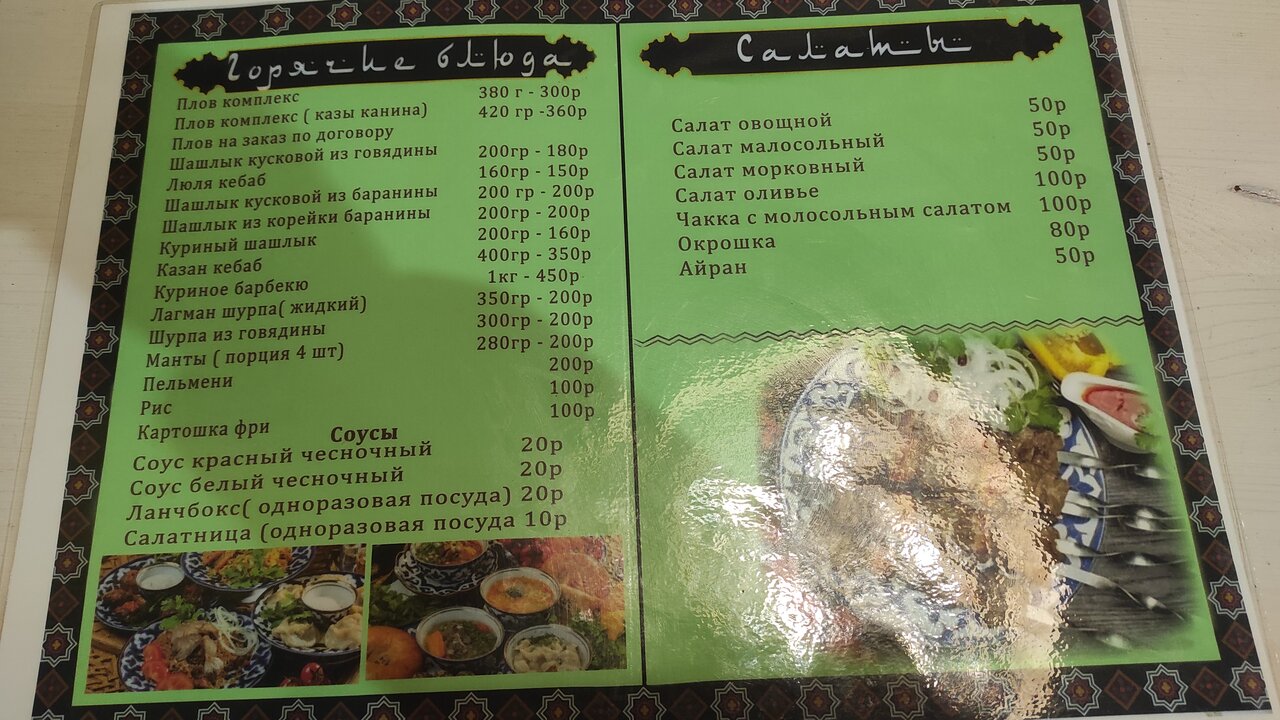 Горячие блюда
Плов комплекс 380 г - 300р
Плов комплекс ( казы канина) 420 гр -360р
Плов на заказ по договору
Шашлык кусковой из говядины 200гр - 180р
Люля кебаб 160гр - 150р
Шашлык кусковой из баранины 200 гр - 200р
Шашлык из корейки баранины 200гр - 200р
Куриный шашлык 200гр - 160р
Казан кебаб 400гр - 350р
Куриное барбекю 1кг - 450р
Лагман шурпа( жидкий) 350гр - 200р
Шурпа из говядины 300гр - 200р
Манты ( порция 4 шт) 280гр - 200р
Пельмени 200р
Рис 100р
Картошка фри 100р
Соусы
Соус красный чесночный 20р
Соус белый чесночный 20р
Ланчбокс( одноразовая посуда) 20р
Салатница (одноразовая посуда 10р
Салаты
Салат овощной 50р
Салат малосольный 50р
Салат морковный 50р
Салат оливье 100р
Чакка с молосольным салатом 100р
Окрошка 80р
Айран 50р